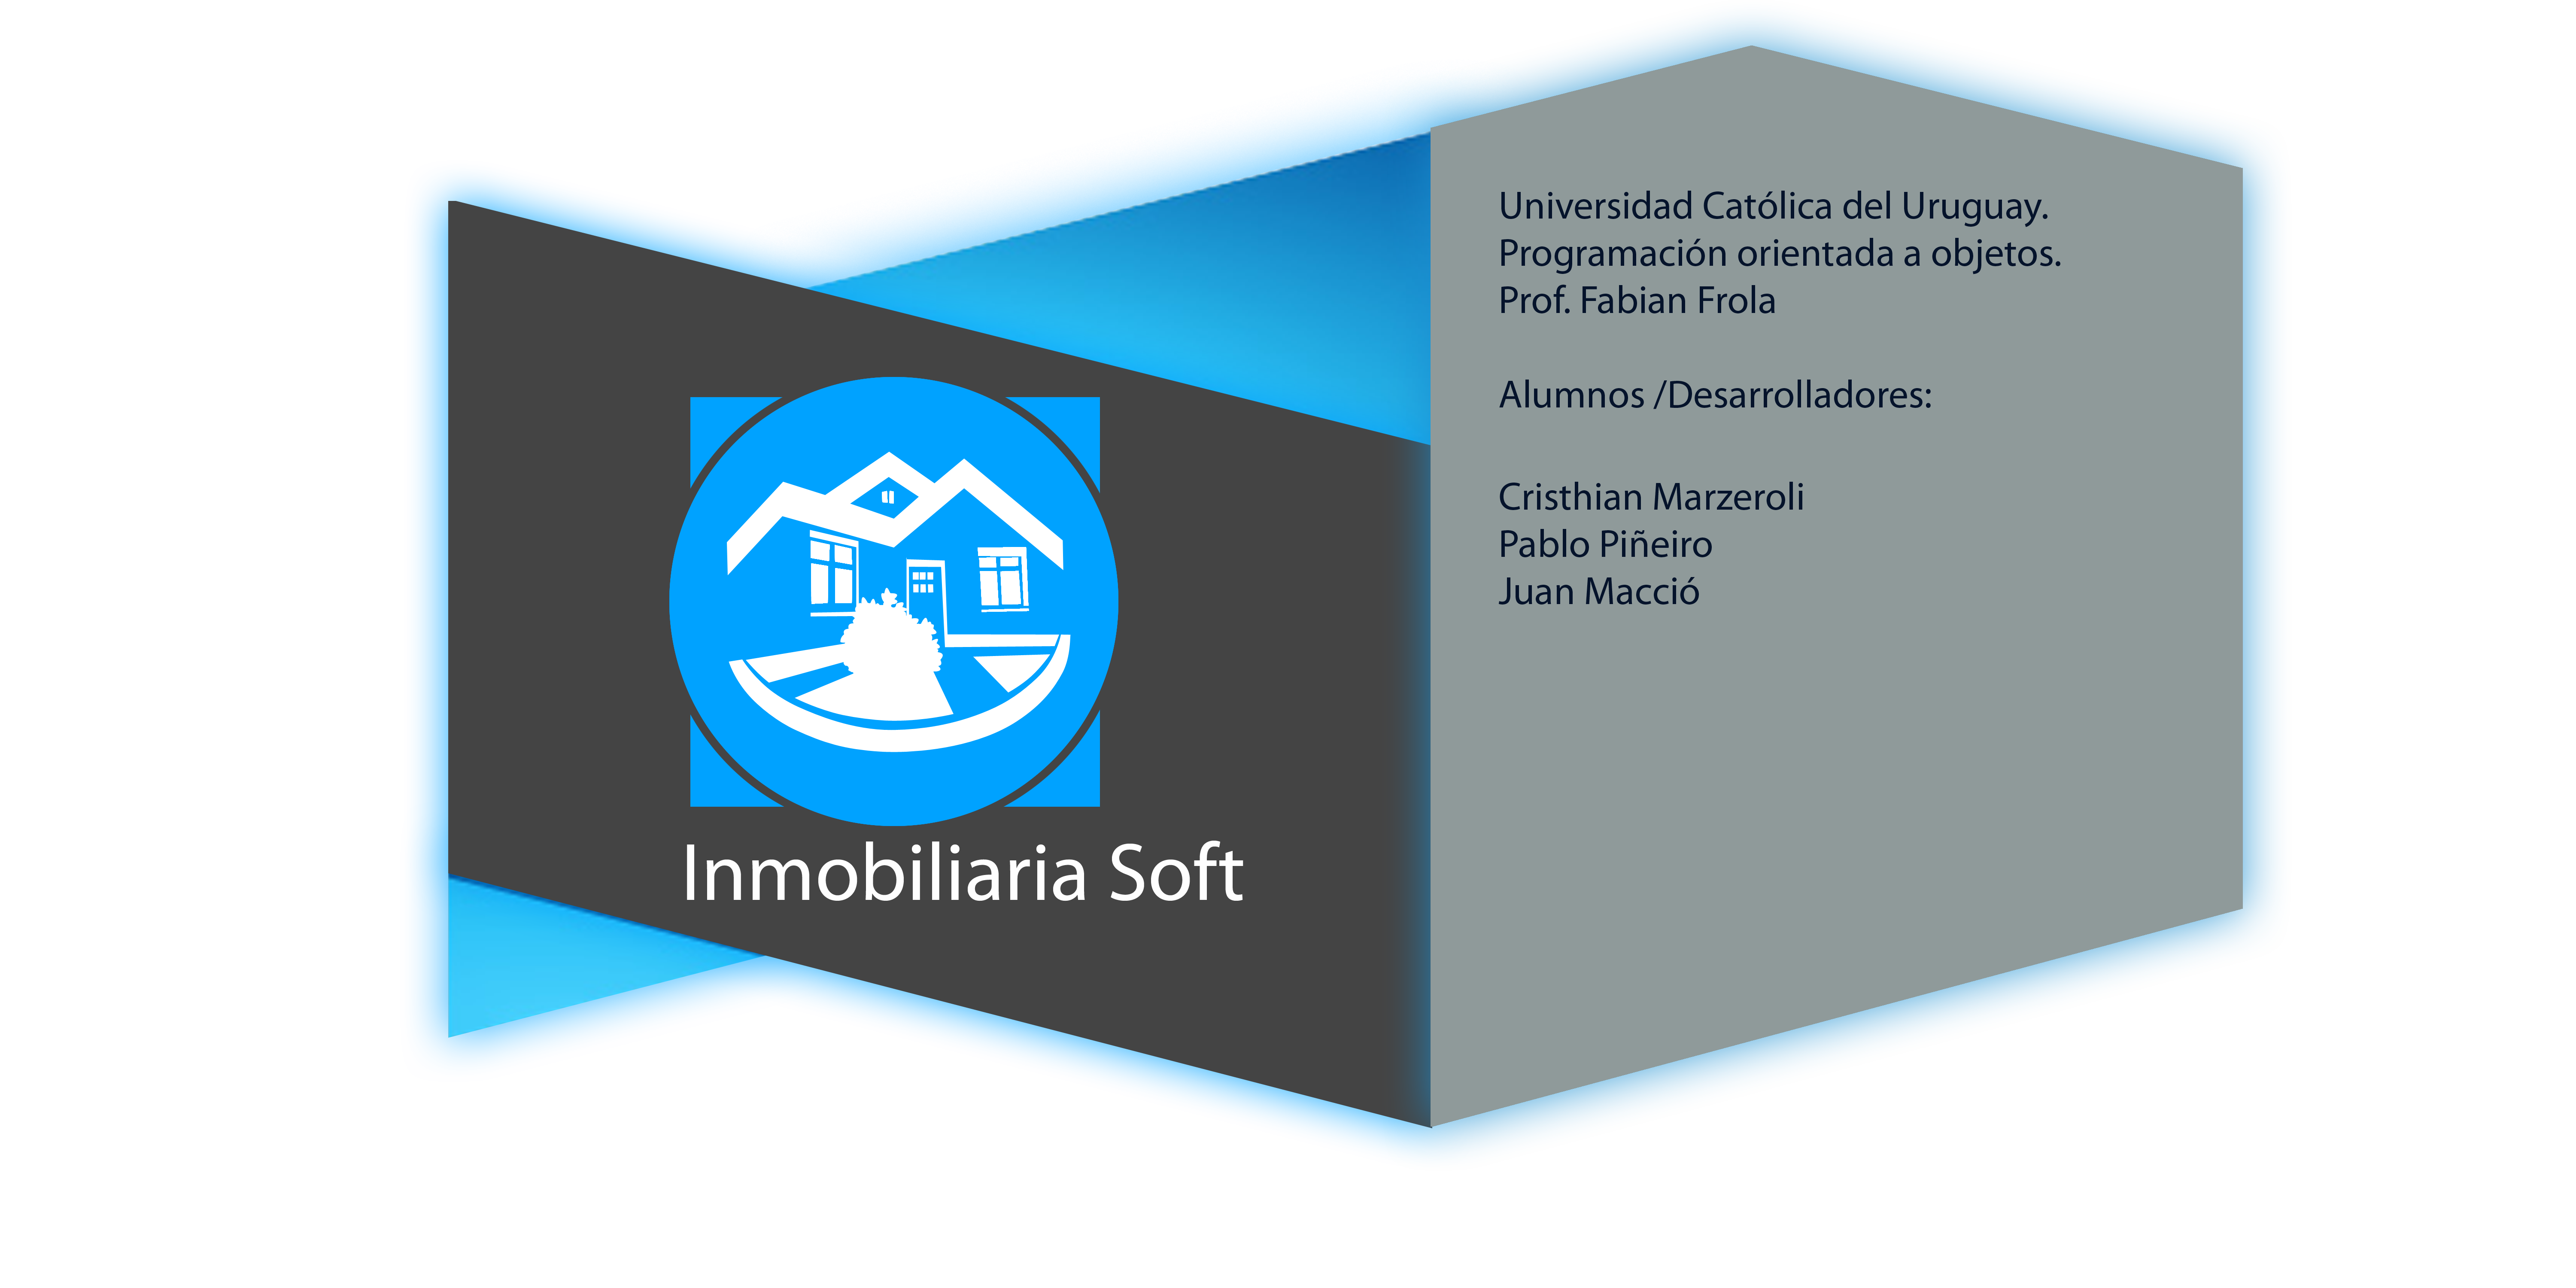 Inmobiliaria Soft
Universidad Católica del Uruguay.
Programación orientada a objetos.
Prof. Fabian Frola
Alumnos /Desarrolladores:
Cristhian Marzeroli
Pablo Piñeiro
Juan Macció